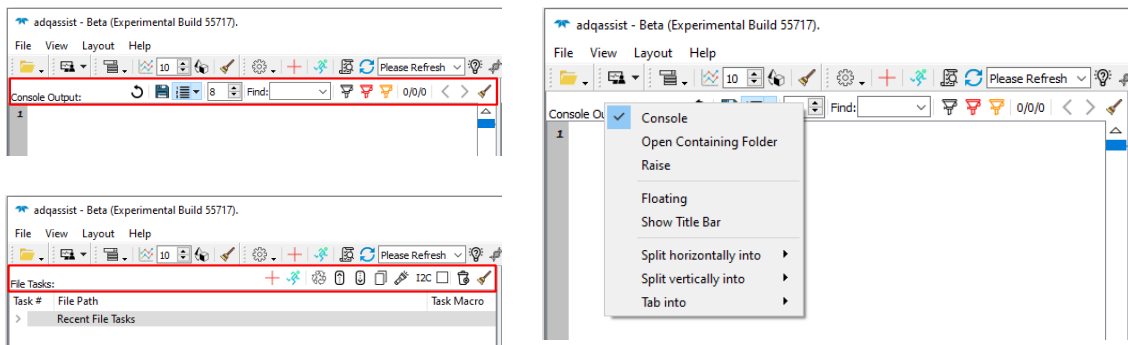 adqassist - Beta (Experimental Build 55717).
File View Layout Help
10 Please Refresh
Console Output: 8 Find: 0/0/0
1
adqassist - Beta (Experimental Build 55717).
File View Layout Help
10 Please Refresh
File Tasks: I2C
Task # File Path Task Macro
Recent File Tasks
adqassist - Beta (Experimental Build 55717).
File View Layout Help
10 Please Refresh
Console Ou Find: 0/0/0
1
Console
Open Containing Folder
Raise
Floating
Show Title Bar
Split horizontally into
Split vertically into
Tab into